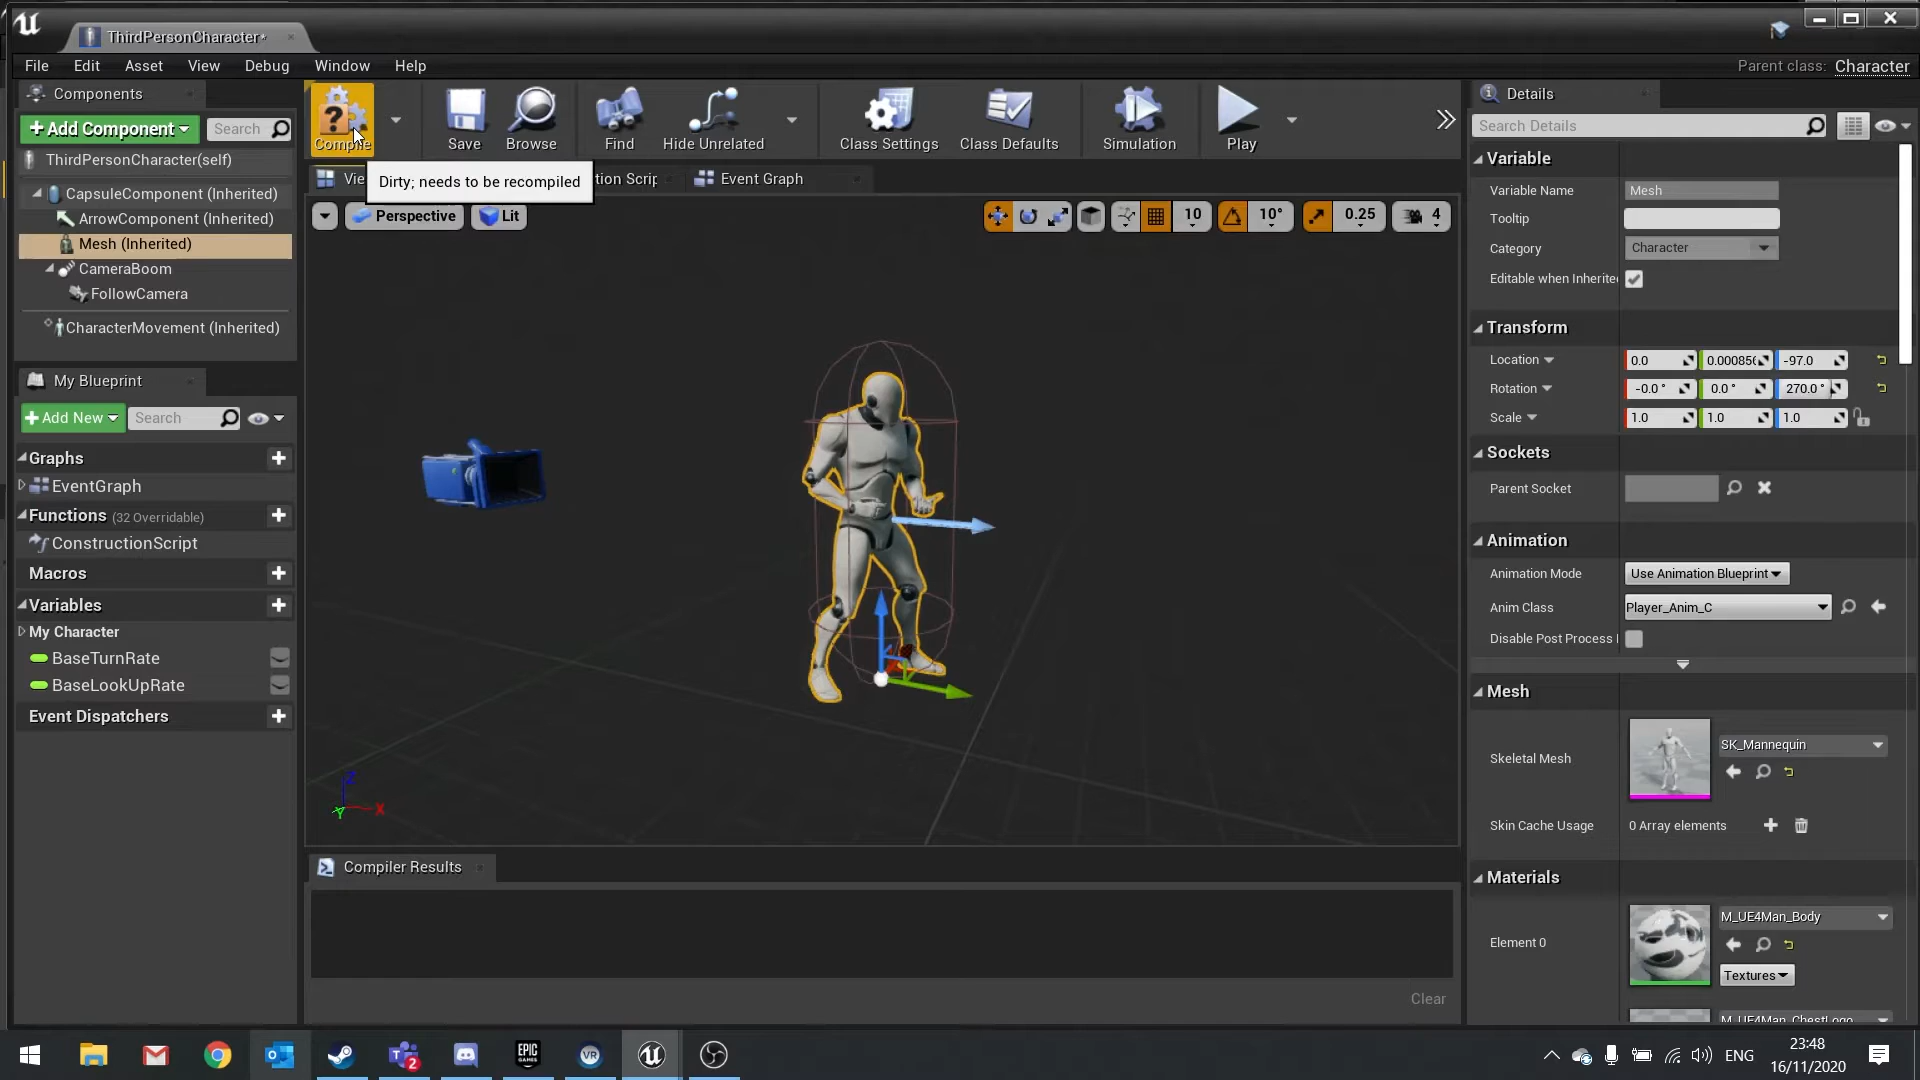 ThirdPersonCharacter*
File Edit Asset View Debug Window Help
Parent class: Character
Components
Add Component
Search
ThirdPersonCharacter(self)
CapsuleComponent (Inherited)
ArrowComponent (Inherited)
Mesh (Inherited)
CameraBoom
FollowCamera
CharacterMovement (Inherited)
My Blueprint
Add New
Search
Graphs
EventGraph
Functions (32 Overridable)
ConstructionScript
Macros
Variables
My Character
BaseTurnRate
BaseLookUpRate
Event Dispatchers
Compile
Save
Browse
Find
Hide Unrelated
Class Settings
Class Defaults
Simulation
Play
Dirty; needs to be recompiled
Event Graph
Perspective
Lit
10
10°
0.25
4
Z
X
Y
Compiler Results
Clear
Details
Search Details
Variable
Variable Name Mesh
Tooltip
Category Character
Editable when Inherite
Transform
Location 0.0 0.00085 -97.0
Rotation -0.0 ° 0.0 ° 270.0 °
Scale 1.0 1.0 1.0
Sockets
Parent Socket
Animation
Animation Mode Use Animation Blueprint
Anim Class Player_Anim_C
Disable Post Process
Mesh
Skeletal Mesh SK_Mannequin
Skin Cache Usage 0 Array elements
Materials
Element 0 M_UE4Man_Body
Textures
M_UE4Man_ChestLogo
2
EPIC
GAMES
VR
ENG
23:48
16/11/2020